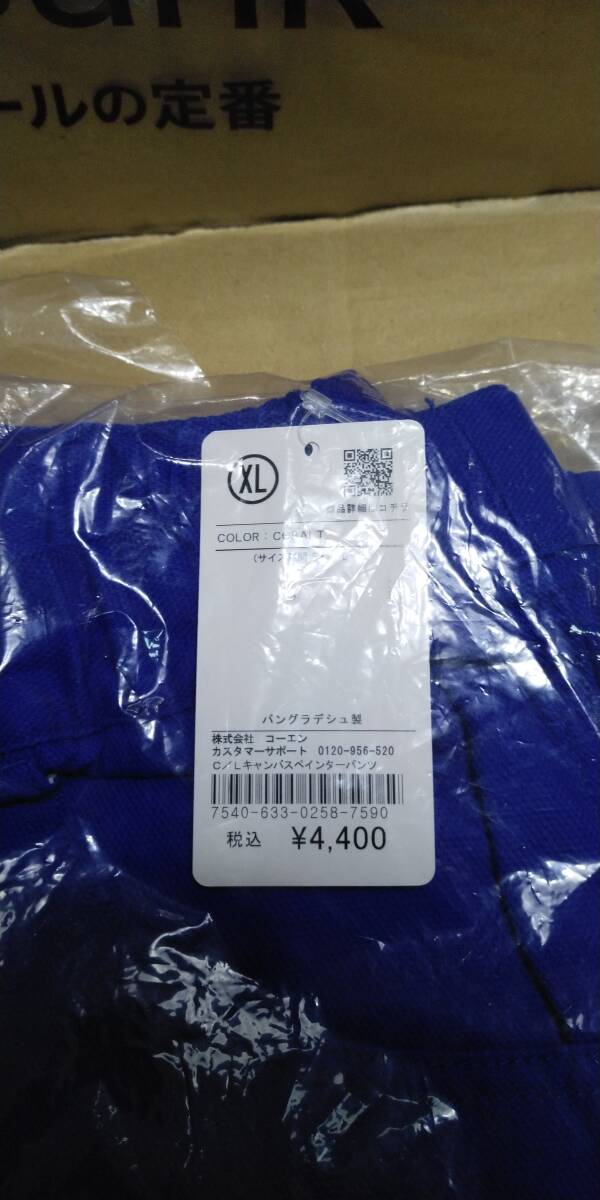 ールの定番
XL
商品詳細はコチラ
COLOR：COBALT
バングラデシュ製
株式会社 コーエン
カスタマーサポート 0120-956-520
C／Lキャンバスペインターパンツ
7540-633-0258-7590
税込 ¥4,400